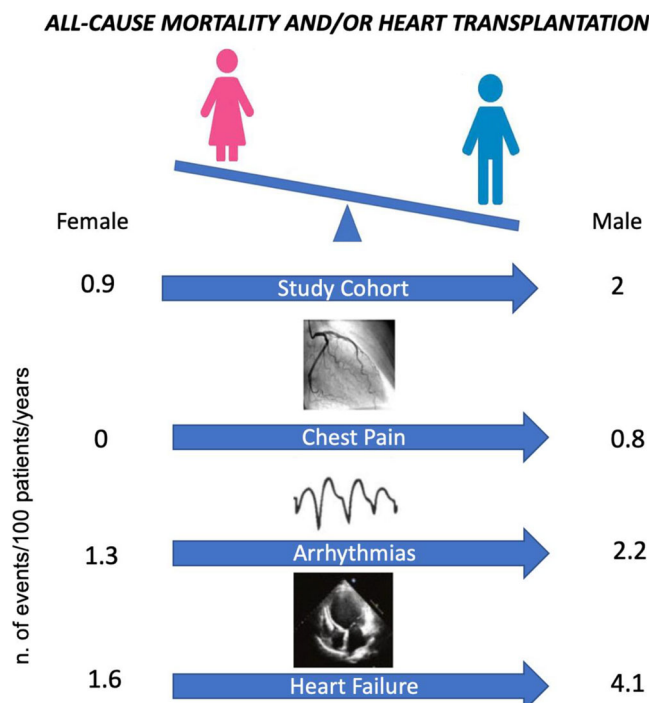 ALL-CAUSE MORTALITY AND/OR HEART TRANSPLANTATION
Female
Male
0.9
Study Cohort
2
n. of events/100 patients/years
0
Chest Pain
0.8
1.3
Arrhythmias
2.2
1.6
Heart Failure
4.1